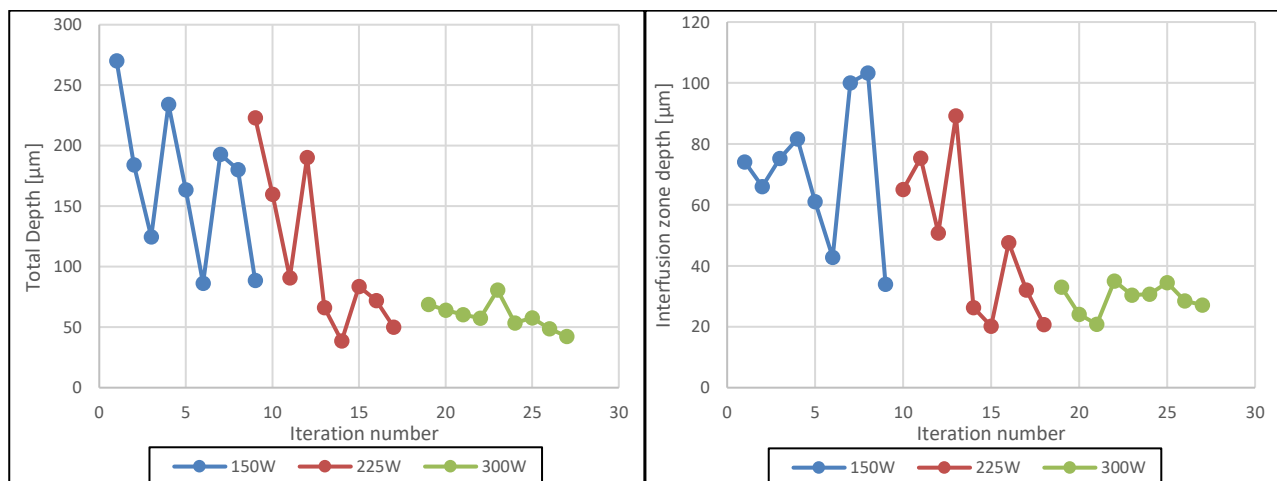 300
250
200
150
100
50
0
Total Depth [µm]
0 5 10 15 20 25 30
Iteration number
150W 225W 300W
120
100
80
60
40
20
0
Interfusion zone depth [µm]
0 5 10 15 20 25 30
Iteration number
150W 225W 300W